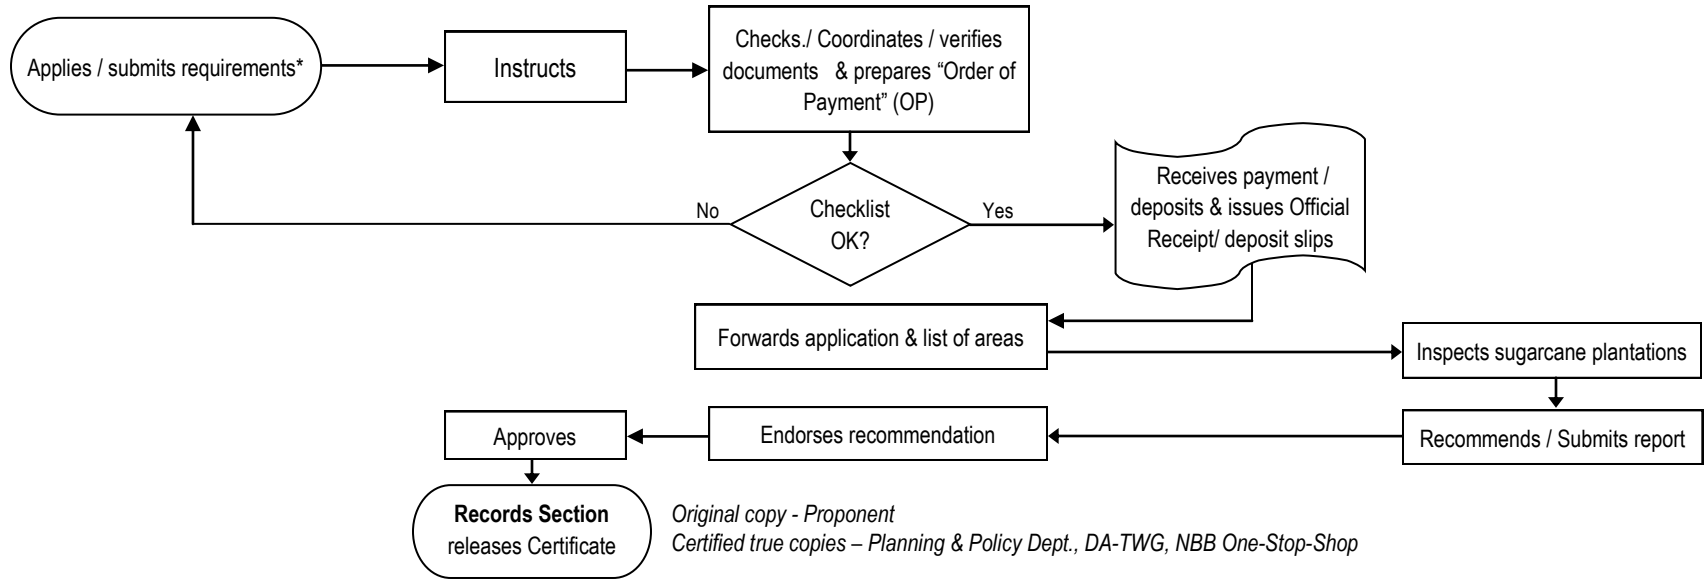 Applies / submits requirements*
Instructs
Checks./ Coordinates / verifies
documents & prepares “Order of
Payment” (OP)
No
Checklist
OK?
Yes
Receives payment /
deposits & issues Official
Receipt/ deposit slips
Forwards application & list of areas
Inspects sugarcane plantations
Approves
Endorses recommendation
Recommends / Submits report
Records Section
releases Certificate
Original copy - Proponent
Certified true copies – Planning & Policy Dept., DA-TWG, NBB One-Stop-Shop